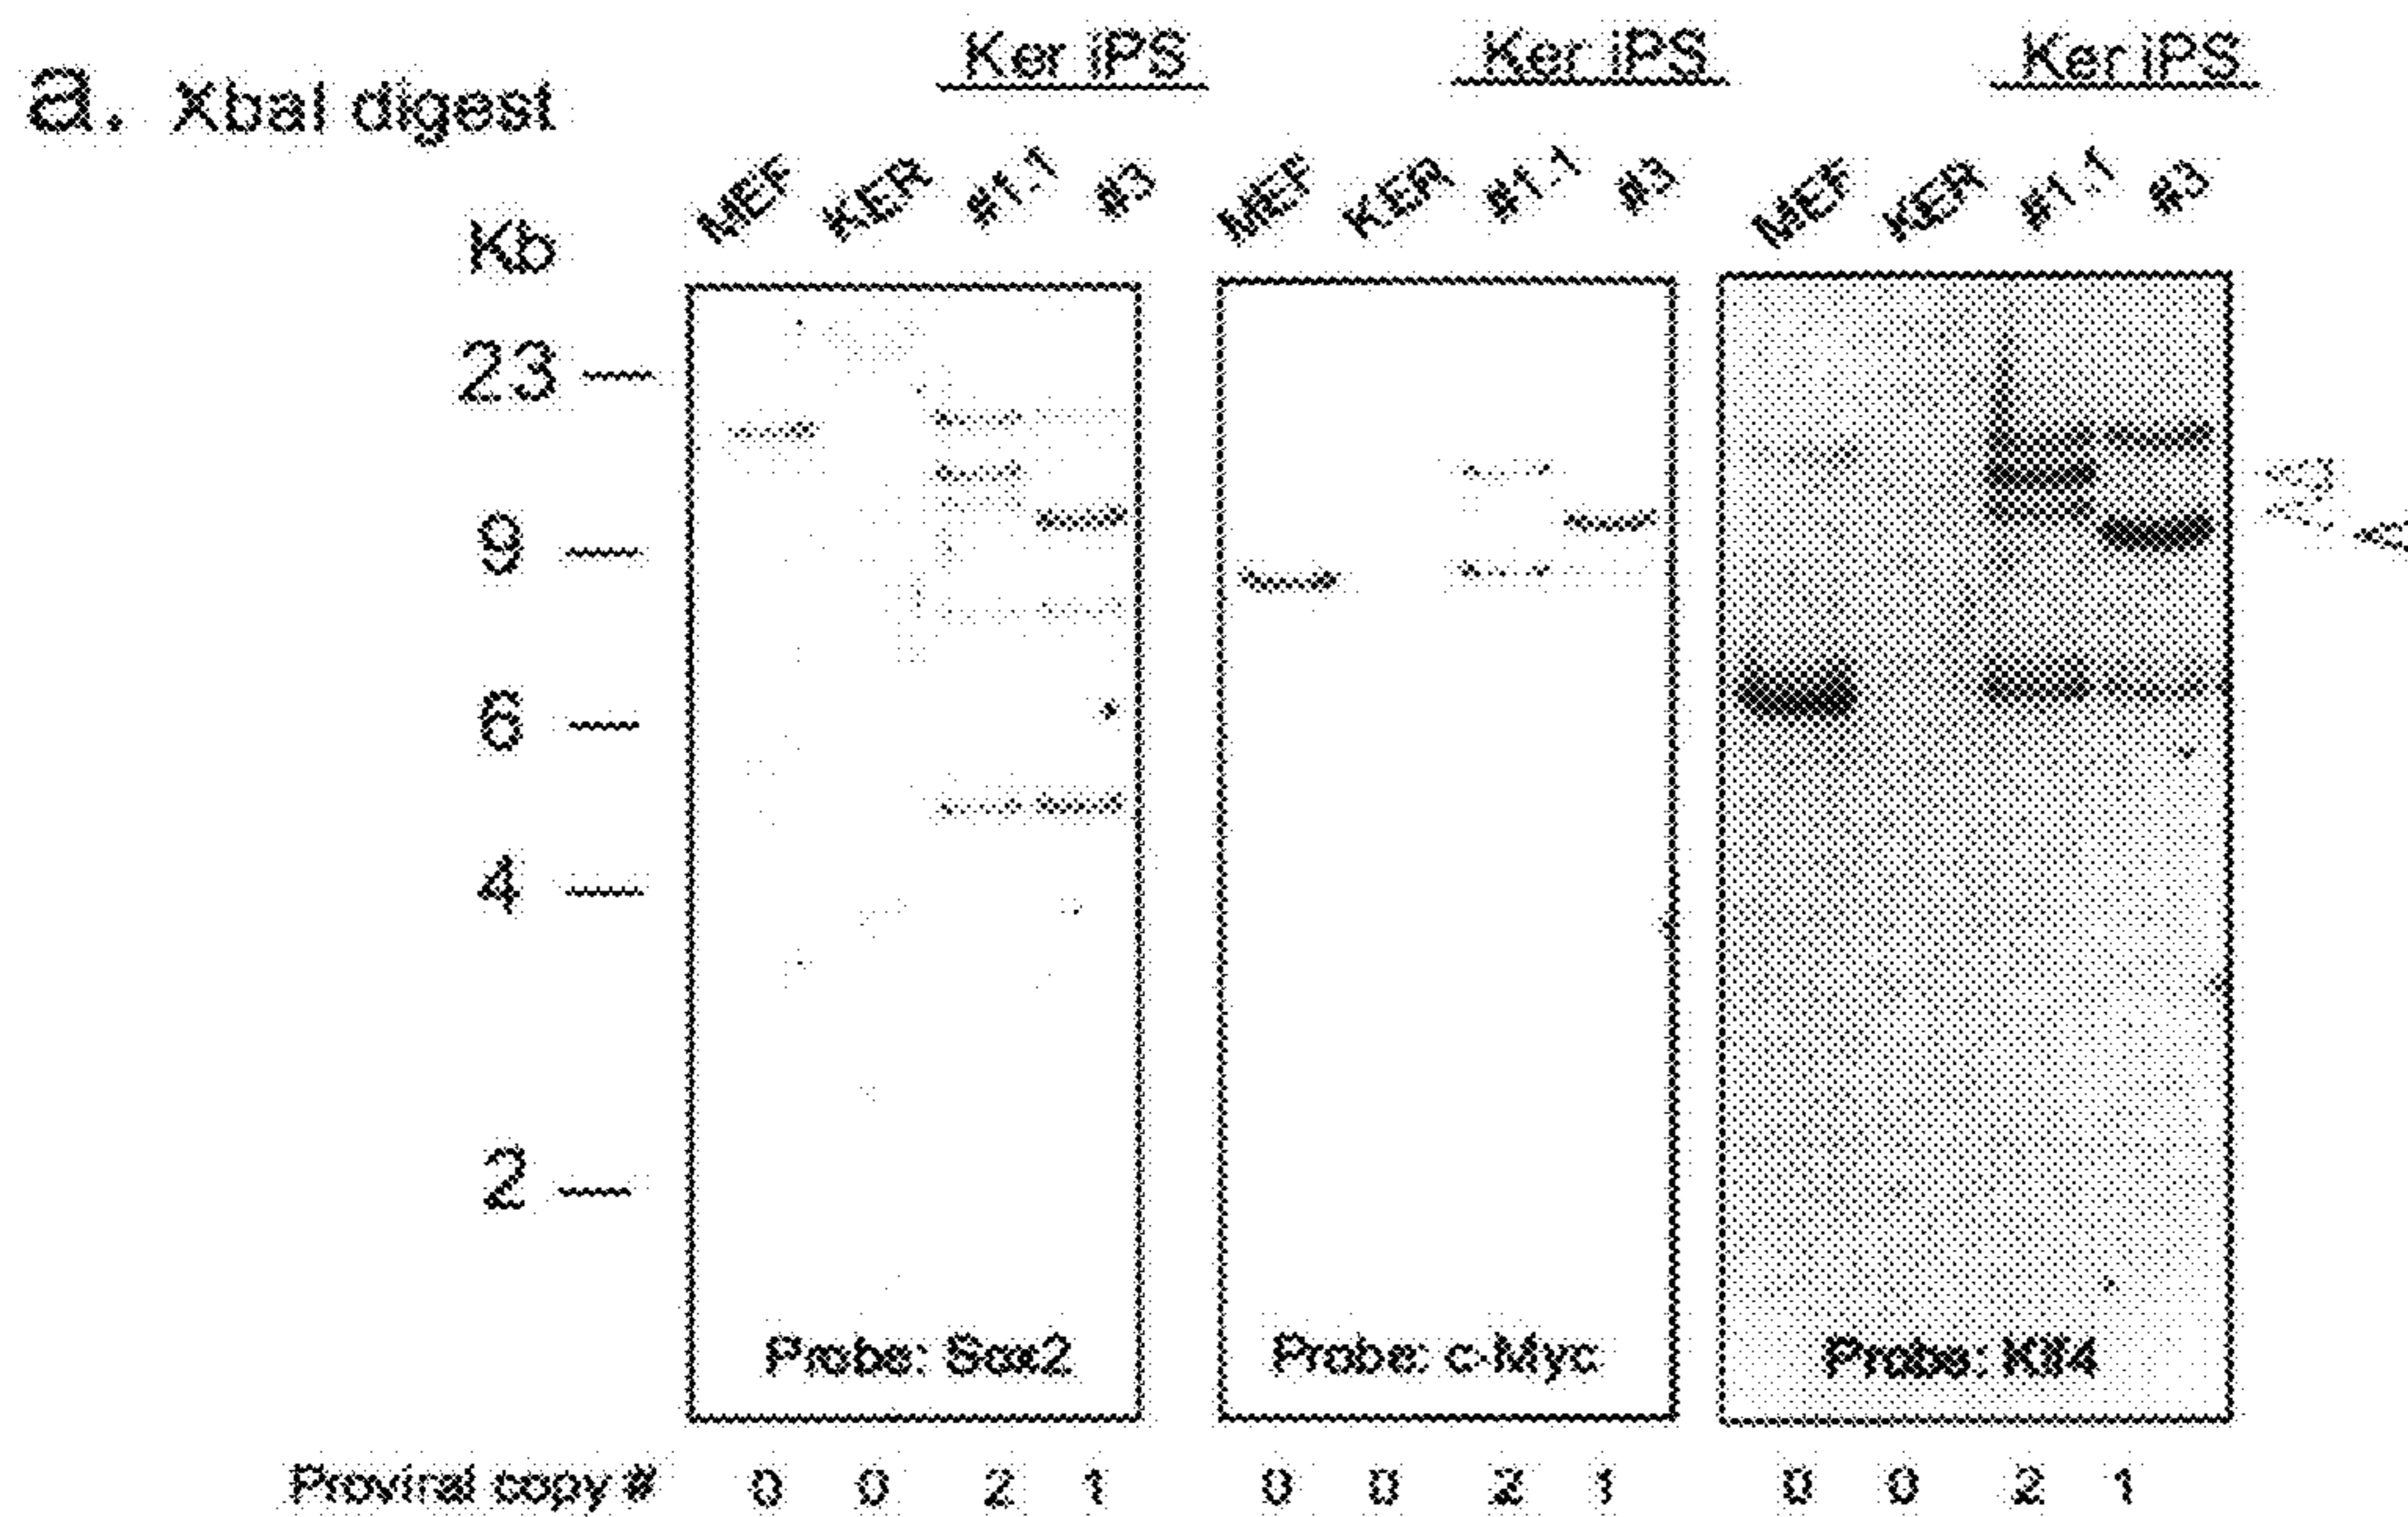 Ker iPS Ker iPS Ker iPS
a. XbaI digest
MEF KER #1.1 #3 MEF KER #1.1 #3 MEF KER #1.1 #3
Kb
23
9
6
4
2
Probe: Sox2 Probe: c-Myc Probe: Klf4
Proviral copy # 0 0 2 1 0 0 2 1 0 0 2 1